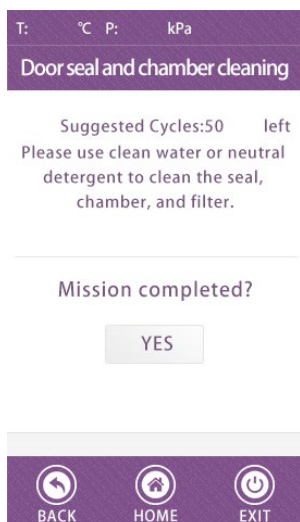 T: ℃ P: kPa
Door seal and chamber cleaning
Suggested Cycles:50 left
Please use clean water or neutral
detergent to clean the seal,
chamber, and filter.
Mission completed?
YES
BACK HOME EXIT